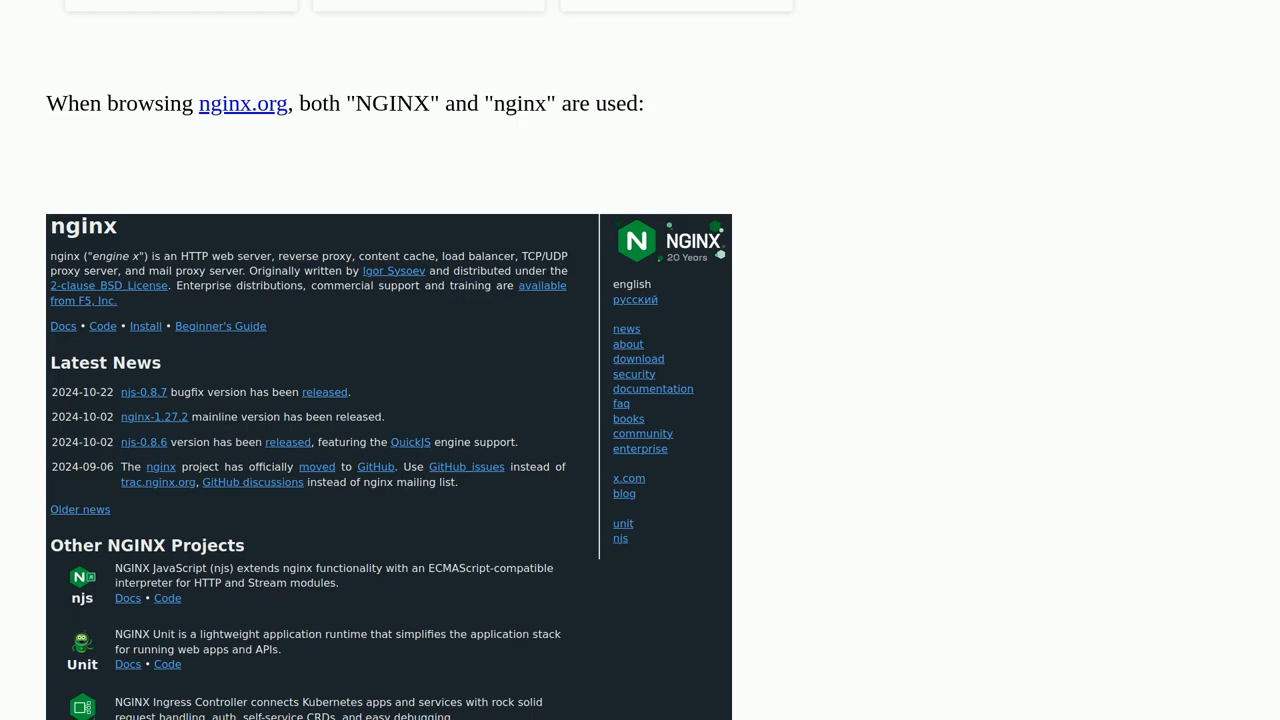 When browsing nginx.org, both "NGINX" and "nginx" are used:
nginx
nginx ("engine x") is an HTTP web server, reverse proxy, content cache, load balancer, TCP/UDP
proxy server, and mail proxy server. Originally written by Igor Sysoev and distributed under the
2-clause BSD License. Enterprise distributions, commercial support and training are available
from F5, Inc.
Docs • Code • Install • Beginner's Guide
Latest News
2024-10-22 njs-0.8.7 bugfix version has been released.
2024-10-02 nginx-1.27.2 mainline version has been released.
2024-10-02 njs-0.8.6 version has been released, featuring the QuickJS engine support.
2024-09-06 The nginx project has officially moved to GitHub. Use GitHub issues instead of
trac.nginx.org, GitHub discussions instead of nginx mailing list.
Older news
Other NGINX Projects
njs
NGINX JavaScript (njs) extends nginx functionality with an ECMAScript-compatible
interpreter for HTTP and Stream modules.
Docs • Code
Unit
NGINX Unit is a lightweight application runtime that simplifies the application stack
for running web apps and APIs.
Docs • Code
NGINX Ingress Controller connects Kubernetes apps and services with rock solid
request handling, auth, self-service CRDs, and easy debugging.
N NGINX
20 Years
english
русский
news
about
download
security
documentation
faq
books
community
enterprise
x.com
blog
unit
njs